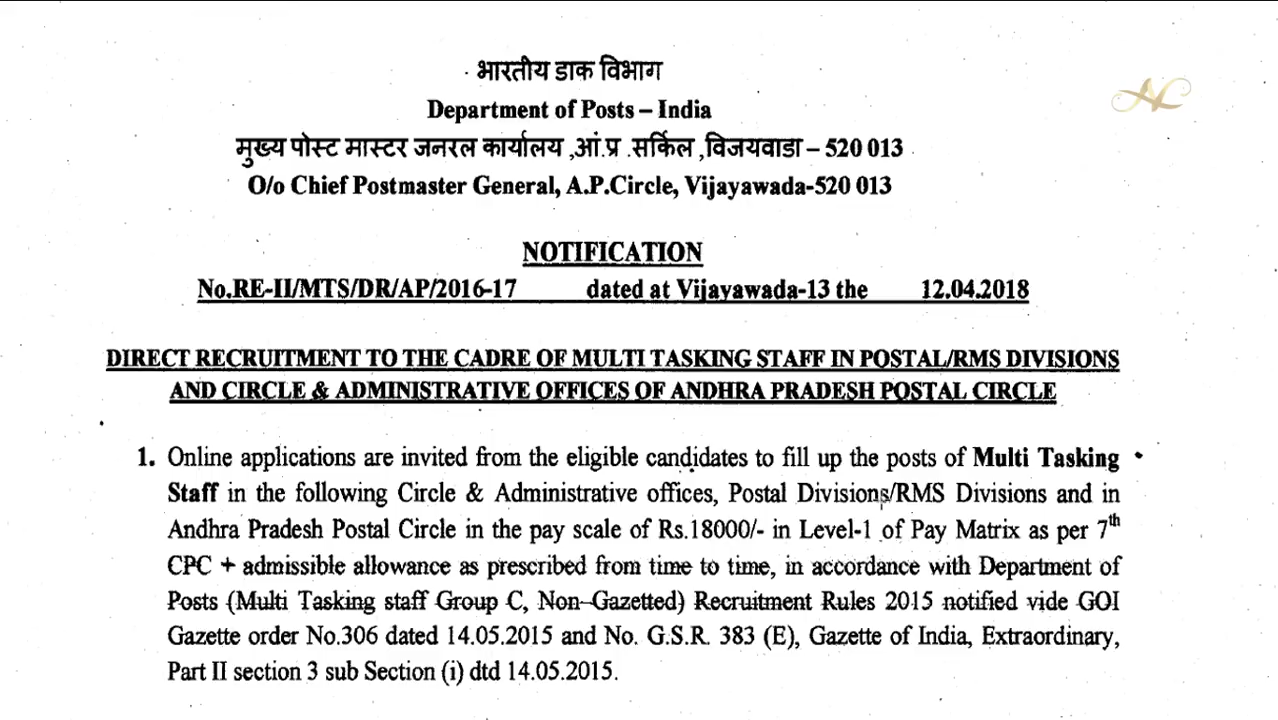 भारतीय डाक विभाग
Department of Posts – India
मुख्य पोस्ट मास्टर जनरल कार्यालय ,आं.प्र .सर्किल ,विजयवाडा – 520 013
O/o Chief Postmaster General, A.P.Circle, Vijayawada-520 013
NOTIFICATION
No.RE-II/MTS/DR/AP/2016-17 dated at Vijayawada-13 the 12.04.2018
DIRECT RECRUITMENT TO THE CADRE OF MULTI TASKING STAFF IN POSTAL/RMS DIVISIONS
AND CIRCLE & ADMINISTRATIVE OFFICES OF ANDHRA PRADESH POSTAL CIRCLE
1. Online applications are invited from the eligible candidates to fill up the posts of Multi Tasking
Staff in the following Circle & Administrative offices, Postal Divisions/RMS Divisions and in
Andhra Pradesh Postal Circle in the pay scale of Rs.18000/- in Level-1 of Pay Matrix as per 7th
CPC + admissible allowance as prescribed from time to time, in accordance with Department of
Posts (Multi Tasking staff Group C, Non-Gazetted) Recruitment Rules 2015 notified vide GOI
Gazette order No.306 dated 14.05.2015 and No. G.S.R. 383 (E), Gazette of India, Extraordinary,
Part II section 3 sub Section (i) dtd 14.05.2015.